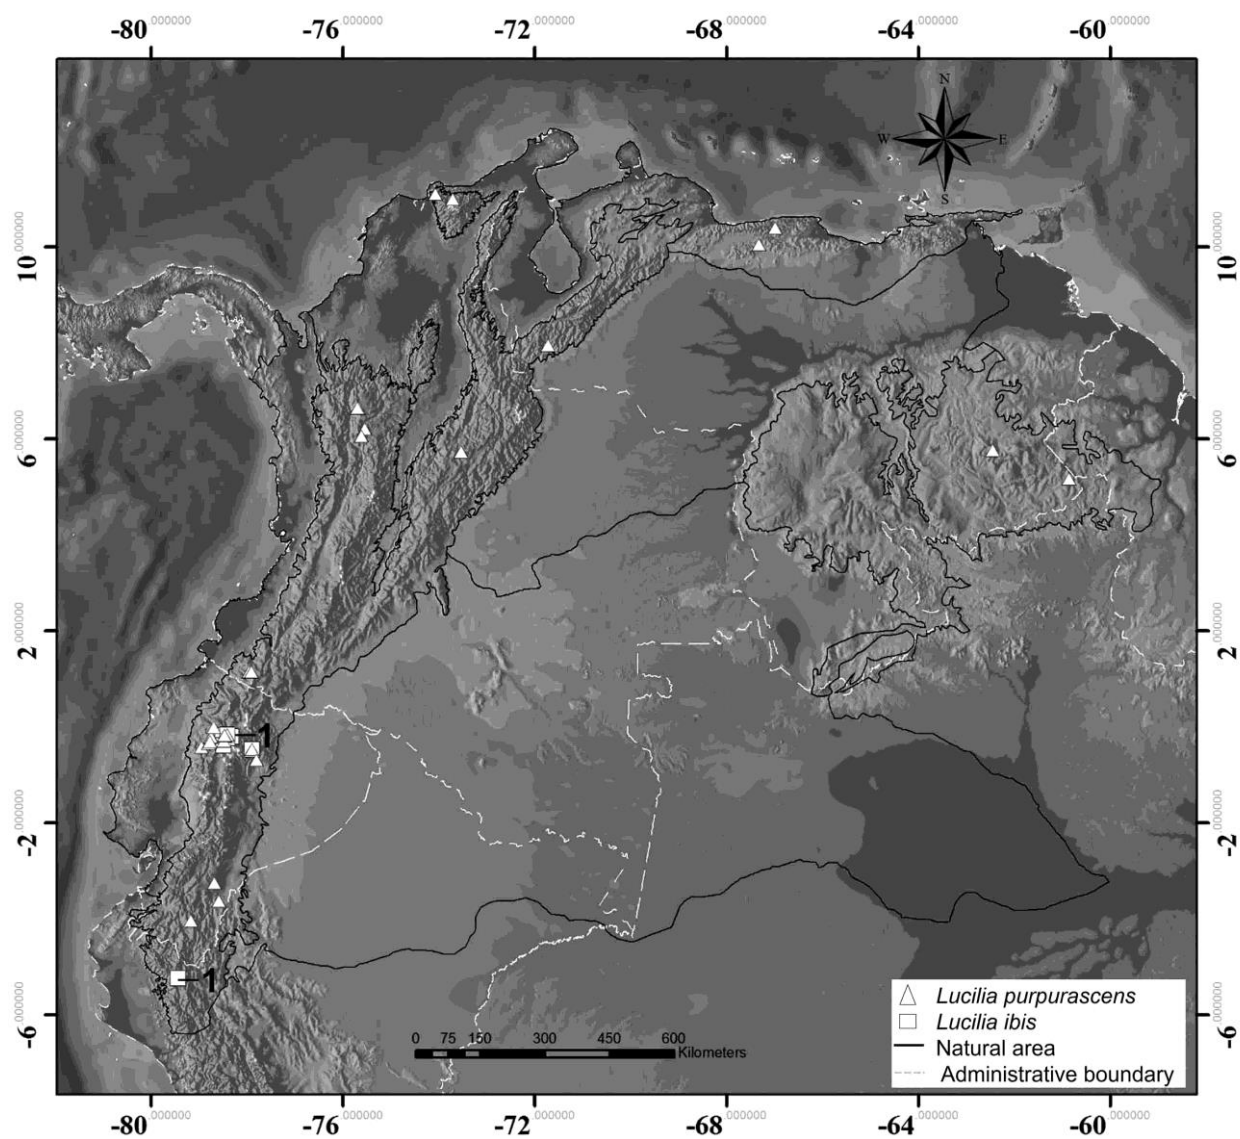 -80.000000 -76.000000 -72.000000 -68.000000 -64.000000 -60.000000
N
W E
S
10.000000 10.000000
6.000000 6.000000
2.000000 2.000000
1
-2.000000 -2.000000
1
-6.000000 -6.000000
Lucilia purpurascens
Lucilia ibis
Natural area
Administrative boundary
0 75 150 300 450 600
Kilometers
-80.000000 -76.000000 -72.000000 -68.000000 -64.000000 -60.000000